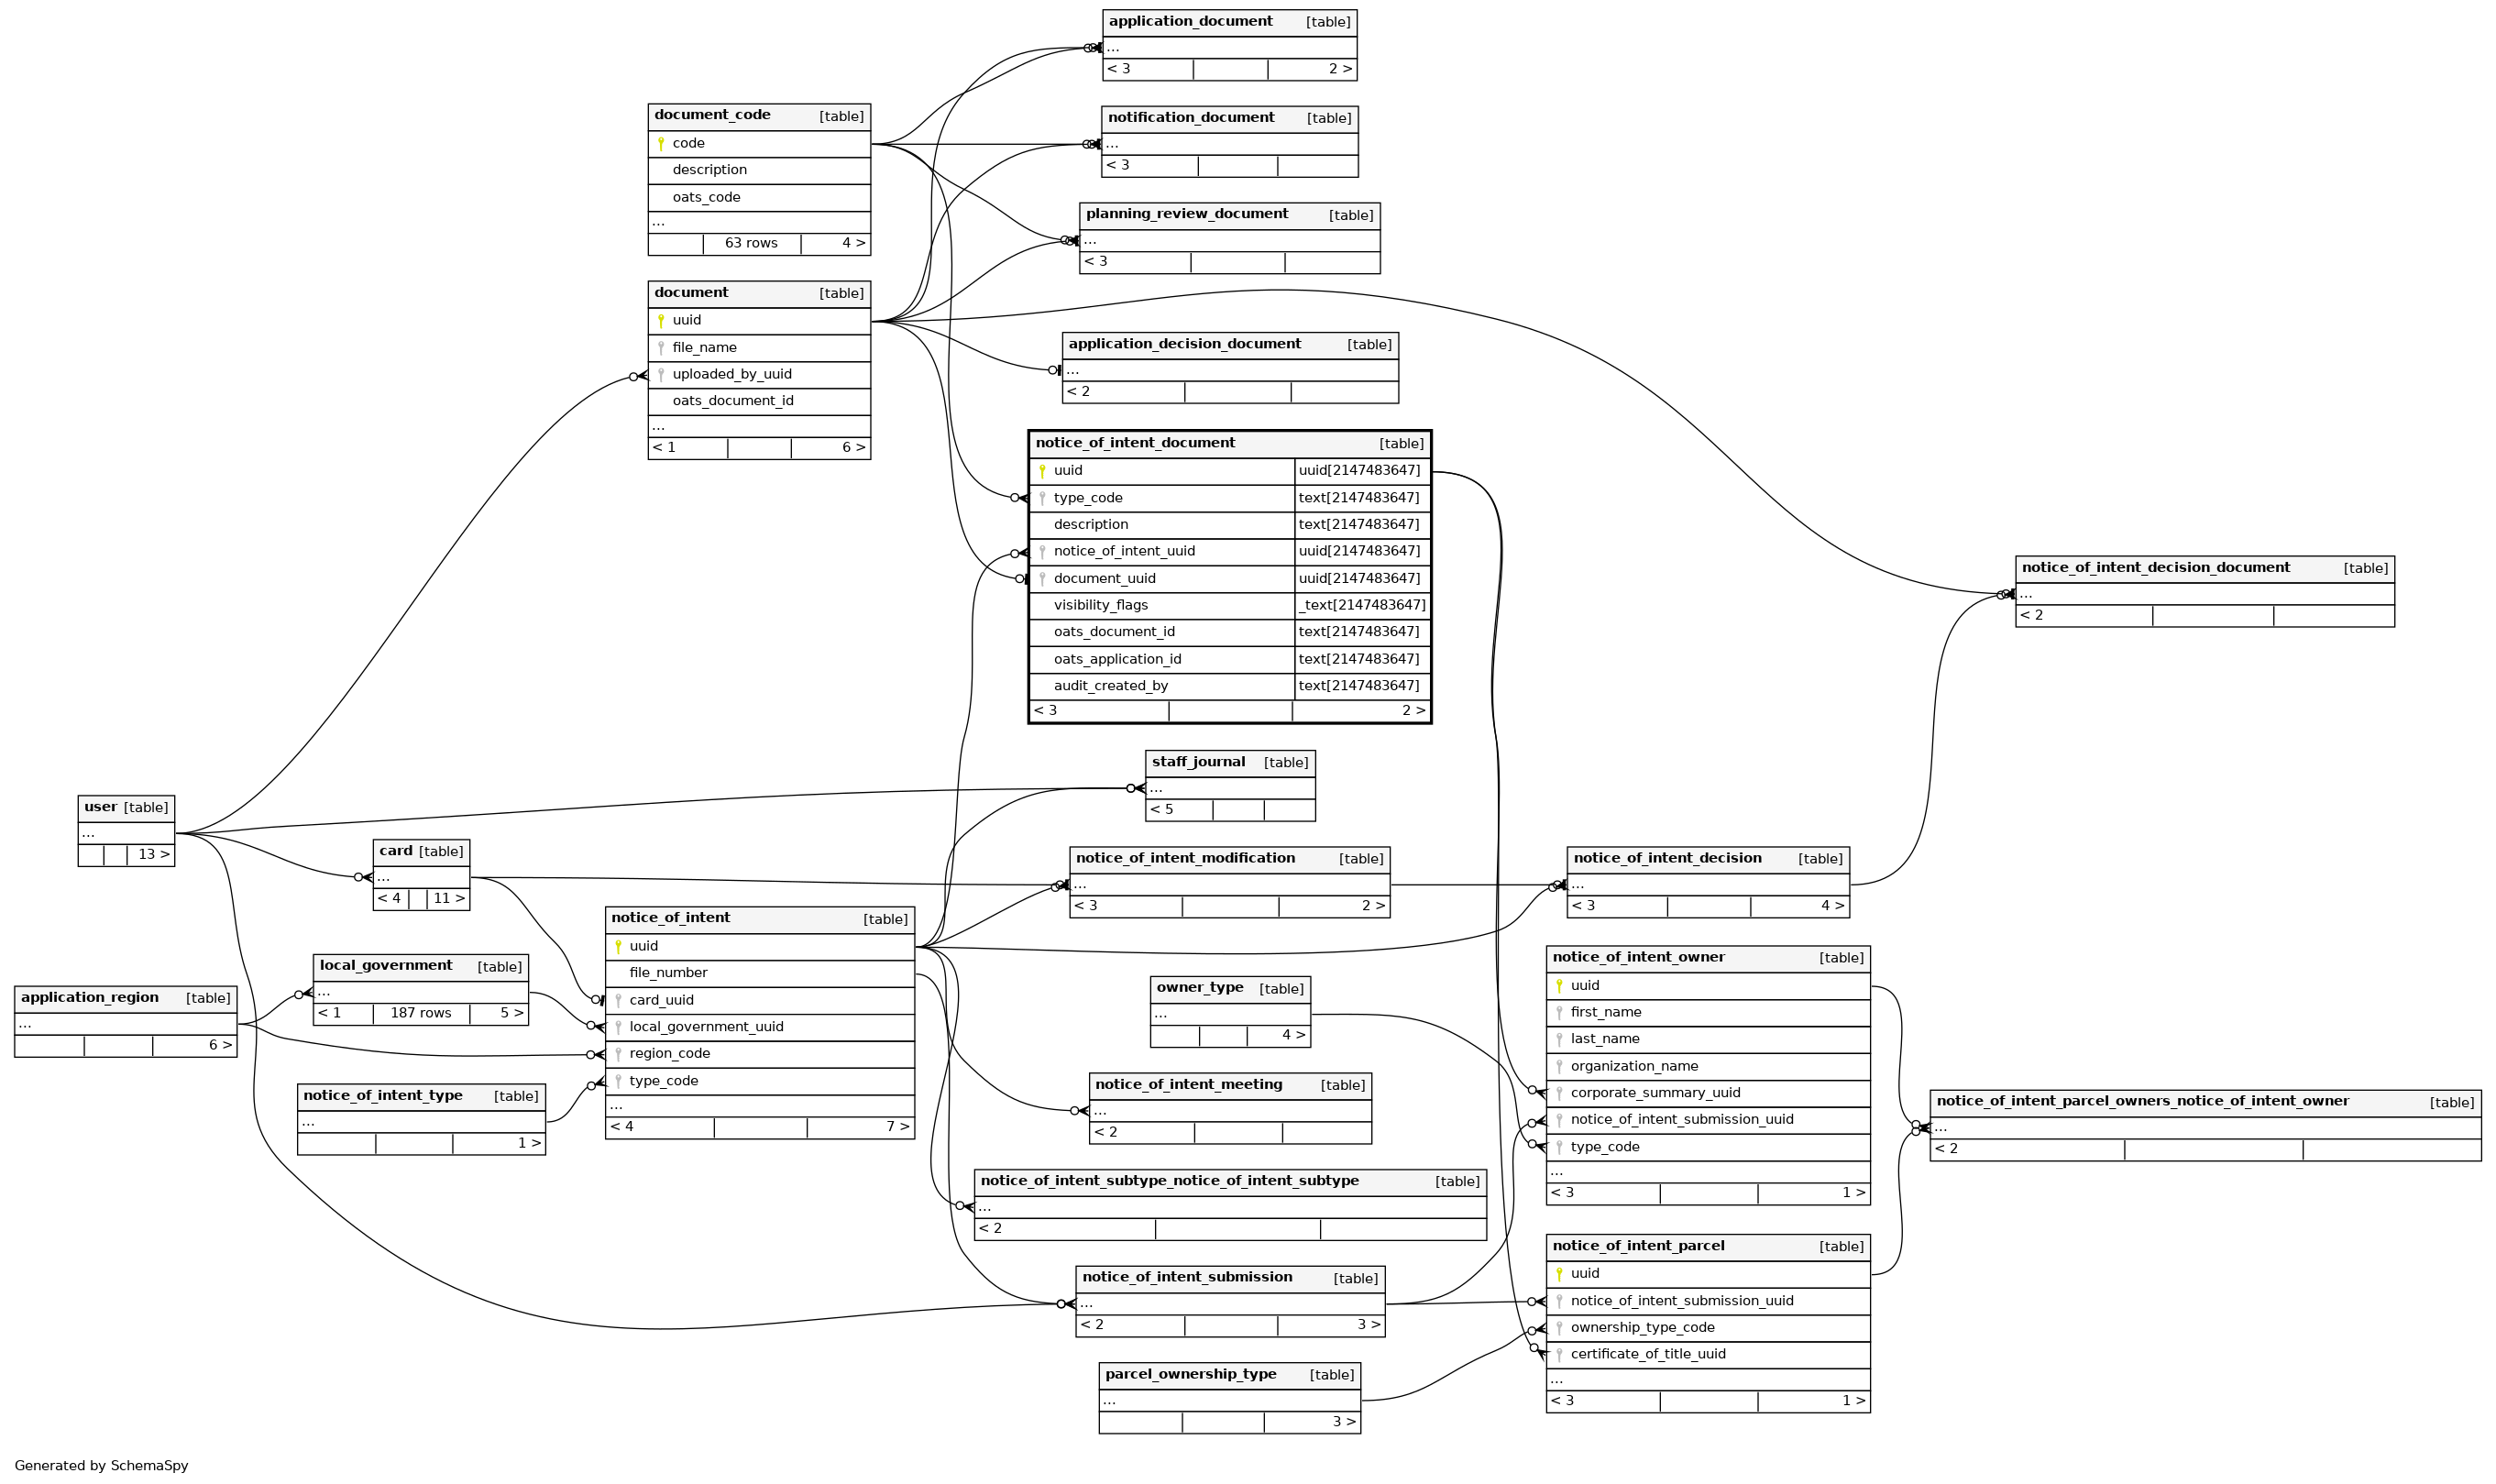 application_document [table]
...
< 3 2 >
notification_document [table]
...
< 3
document_code [table]
code
description
oats_code
...
63 rows 4 >
planning_review_document [table]
...
< 3
document [table]
uuid
file_name
uploaded_by_uuid
oats_document_id
...
< 1 6 >
application_decision_document [table]
...
< 2
notice_of_intent_document [table]
uuid uuid[2147483647]
type_code text[2147483647]
description text[2147483647]
notice_of_intent_uuid uuid[2147483647]
document_uuid uuid[2147483647]
visibility_flags _text[2147483647]
oats_document_id text[2147483647]
oats_application_id text[2147483647]
audit_created_by text[2147483647]
< 3 2 >
notice_of_intent_decision_document [table]
...
< 2
staff_journal [table]
...
< 5
user [table]
...
13 >
card [table]
...
< 4 11 >
notice_of_intent_modification [table]
...
< 3 2 >
notice_of_intent_decision [table]
...
< 3 4 >
notice_of_intent [table]
uuid
file_number
card_uuid
local_government_uuid
region_code
type_code
...
< 4 7 >
local_government [table]
...
< 1 187 rows 5 >
application_region [table]
...
6 >
notice_of_intent_type [table]
...
1 >
owner_type [table]
...
4 >
notice_of_intent_owner [table]
uuid
first_name
last_name
organization_name
corporate_summary_uuid
notice_of_intent_submission_uuid
type_code
...
< 3 1 >
notice_of_intent_meeting [table]
...
< 2
notice_of_intent_parcel_owners_notice_of_intent_owner [table]
...
< 2
notice_of_intent_subtype_notice_of_intent_subtype [table]
...
< 2
notice_of_intent_submission [table]
...
< 2 3 >
notice_of_intent_parcel [table]
uuid
notice_of_intent_submission_uuid
ownership_type_code
certificate_of_title_uuid
...
< 3 1 >
parcel_ownership_type [table]
...
3 >
Generated by SchemaSpy